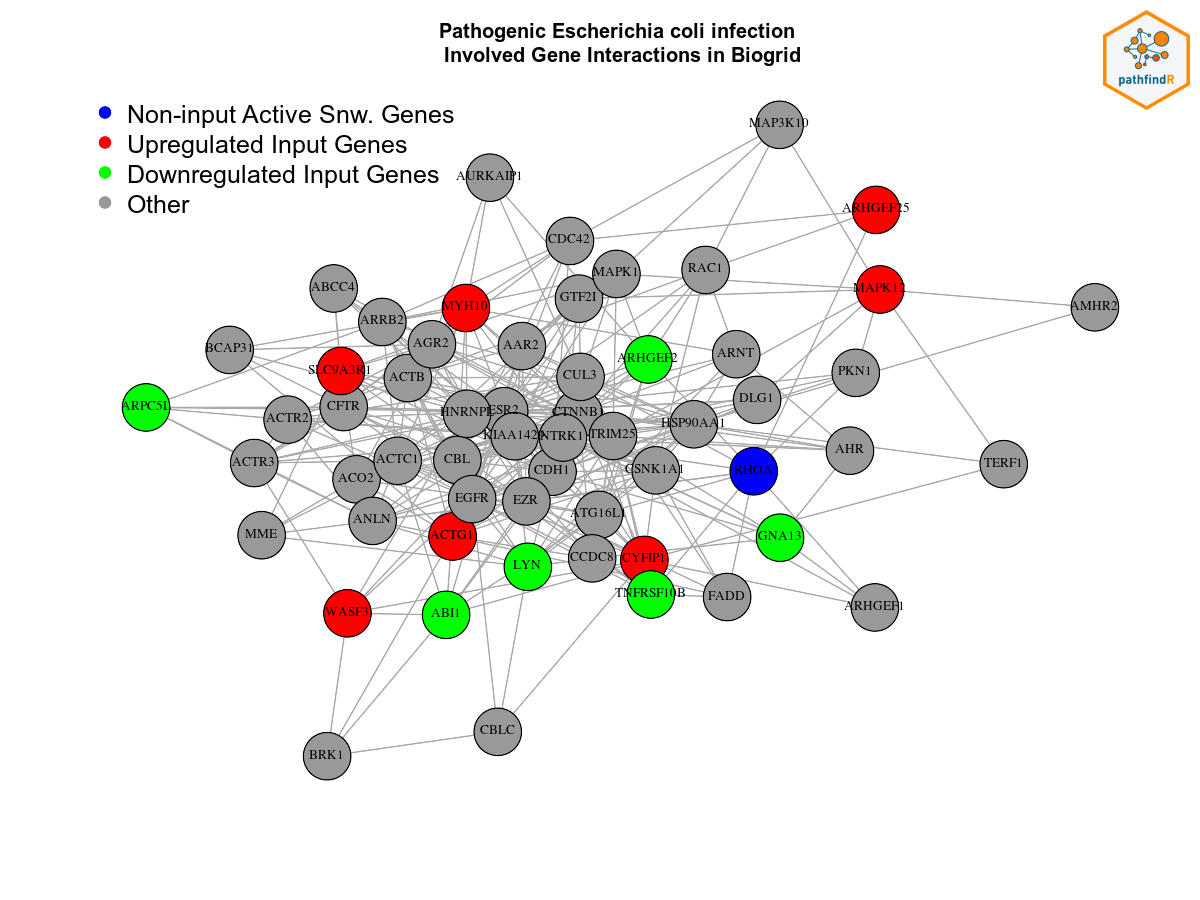 Pathogenic Escherichia coli infection
Involved Gene Interactions in Biogrid
pathfindR
Non-input Active Snw. Genes
Upregulated Input Genes
Downregulated Input Genes
Other
MAP3K10
AURKAIP1
ARHGEF25
CDC42
RAC1
MAPK1
ABCC4
MAPK12
GTF2I
AMHR2
MYH10
ARRB2
AGR2
AAR2
BCAP31
ARNT
ARHGEF2
SLC9A3R1
ACTB
CUL3
PKN1
DLG1
ARPC5L
CFTR
ACTR2
ESR2
CTNNB1
HSP90AA1
KIAA1429
NTRK1
TRIM25
AHR
ACTR3
ACTC1
CBL
TERF1
CDH1
CSNK1A1
RHOA
ACO2
EGFR
EZR
ATG16L1
ANLN
MME
ACTG1
GNA13
CCDC8
CYFIP1
LYN
TNFRSF10B
FADD
ARHGEF1
WASF3
ABI1
CBLC
BRK1